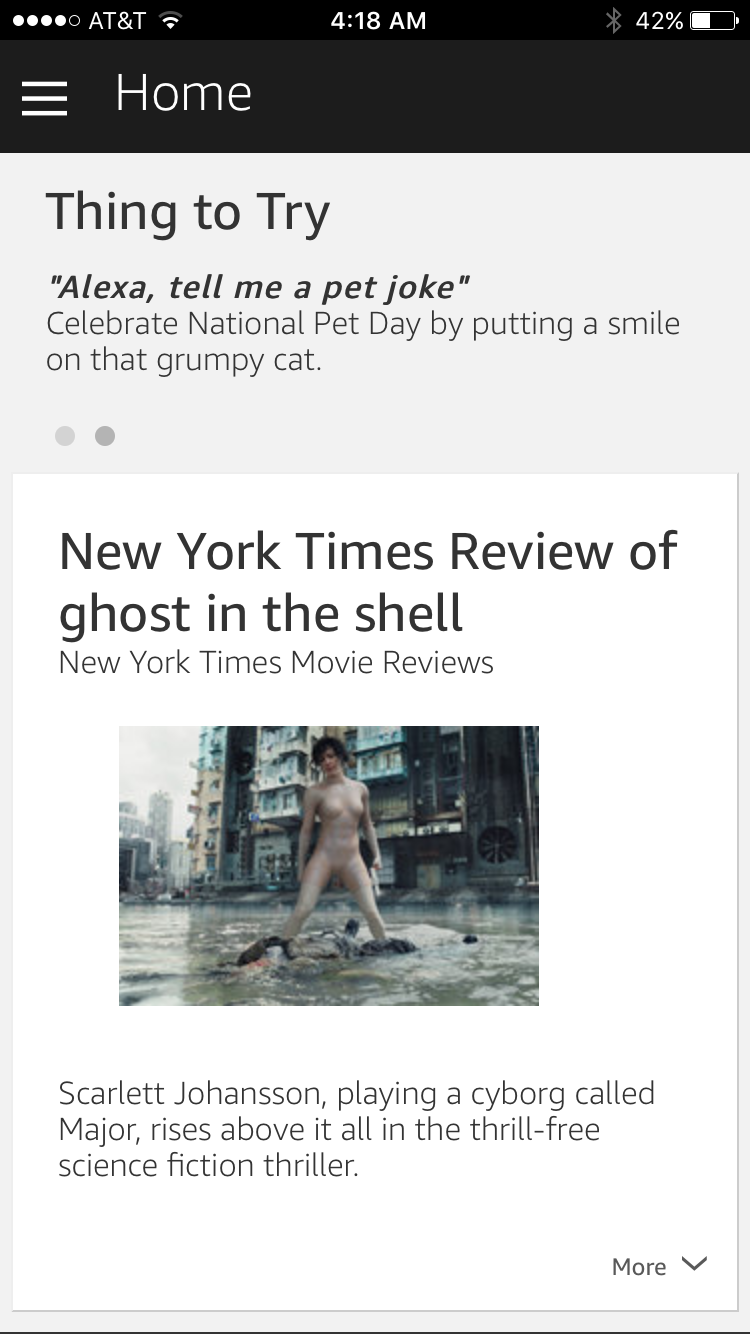 AT&T 4:18 AM 42%
Home
Thing to Try
"Alexa, tell me a pet joke"
Celebrate National Pet Day by putting a smile
on that grumpy cat.
New York Times Review of
ghost in the shell
New York Times Movie Reviews
Scarlett Johansson, playing a cyborg called
Major, rises above it all in the thrill-free
science fiction thriller.
More